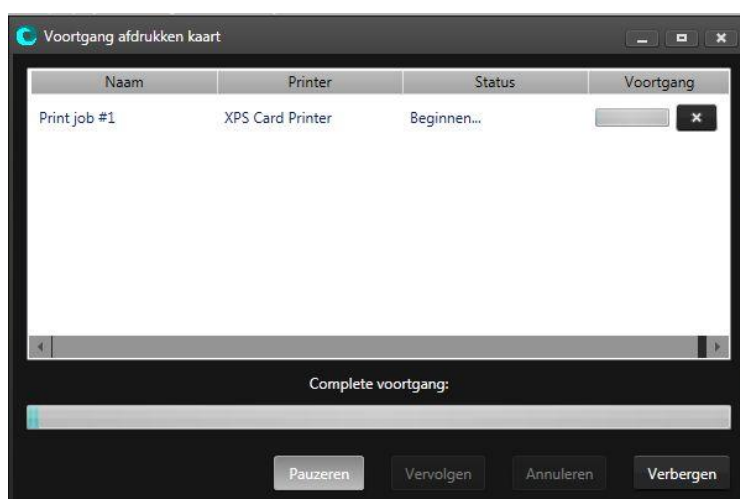 Voortgang afdrukken kaart
Naam Printer Status Voortgang
Print job #1 XPS Card Printer Beginnen...
Complete voortgang:
Pauzeren Vervolgen Annuleren Verbergen